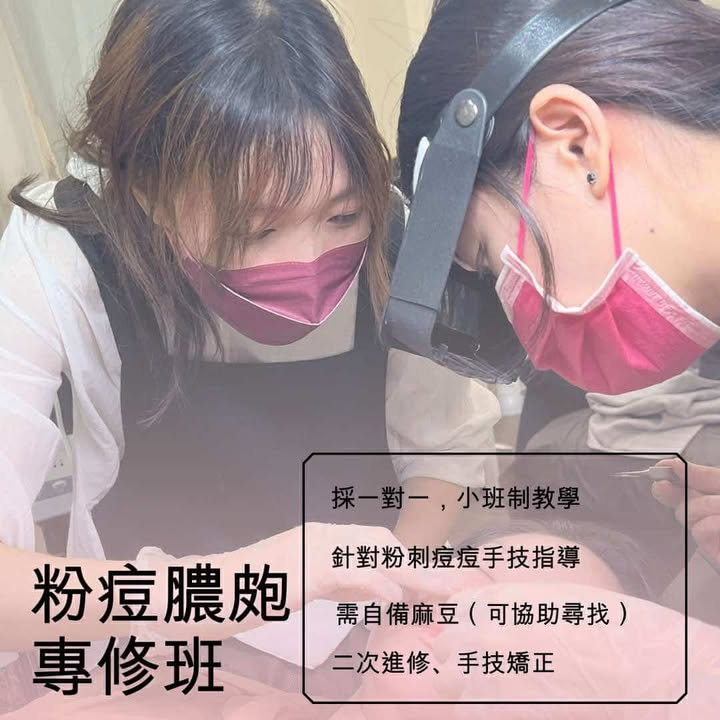 粉痘膿皰
專修班
採一對一，小班制教學
針對粉刺痘痘手技指導
需自備麻豆（可協助尋找）
二次進修、手技矯正